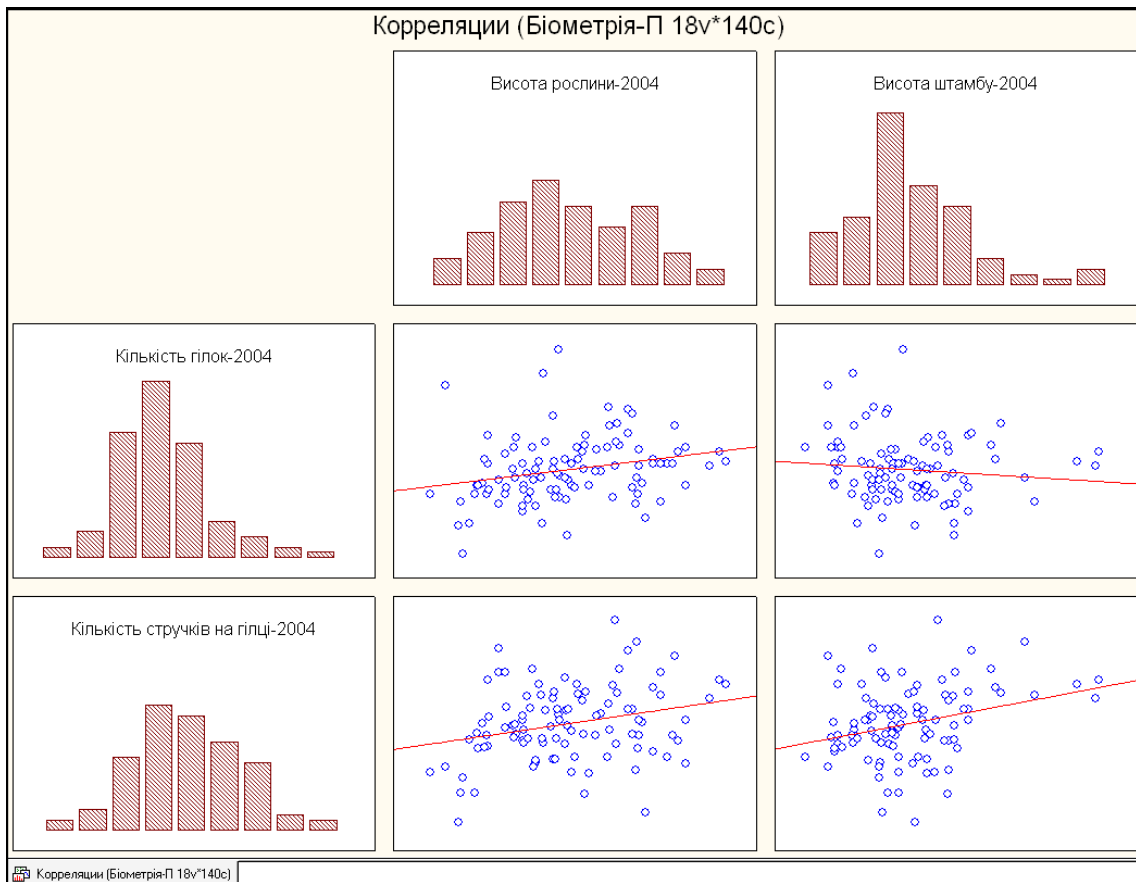 Корреляции (Біометрія-П 18v*140c)
Висота рослини-2004
Висота штамбу-2004
Кількість гілок-2004
Кількість стручків на гілці-2004
Корреляции (Біометрія-П 18v*140c)